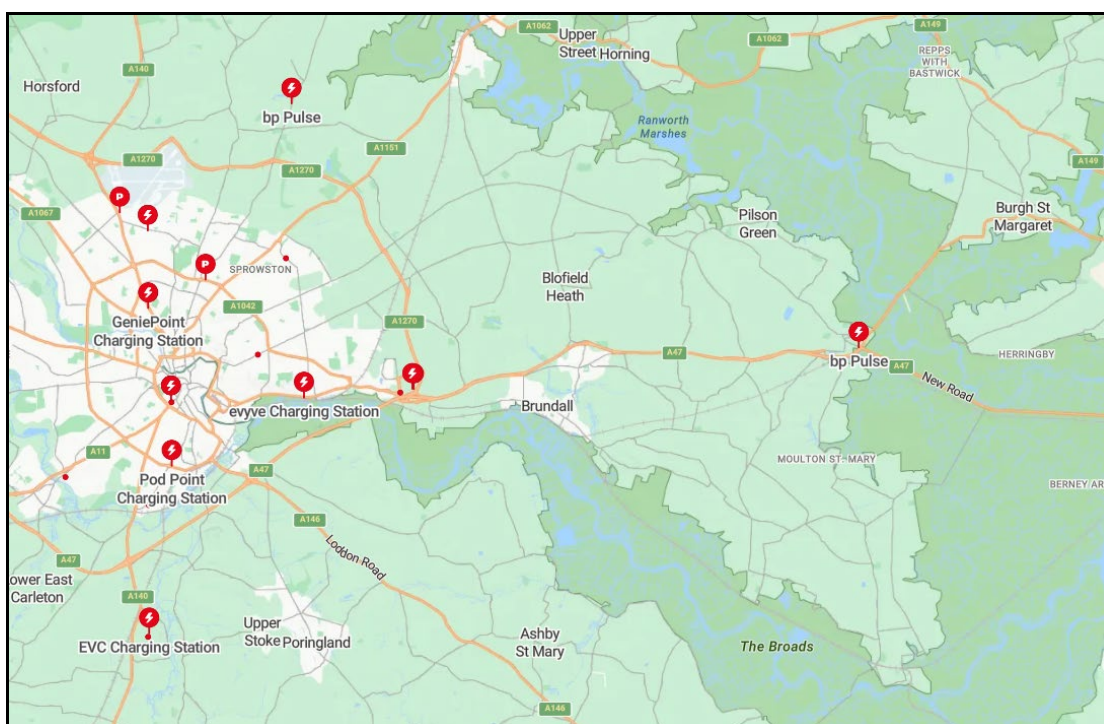 A1062
Upper
Street
Horning
A1062
A149
REPPS
WITH
BASTWICK
A140
Horsford
bp Pulse
Ranworth
Marshes
A1151
A1270
A1270
A149
P
A1067
Pilson
Green
Burgh St
Margaret
P
SPROWSTON
Blofield
Heath
A1042
GeniePoint
Charging Station
A1270
A47
bp Pulse
HERRINGBY
A47
New Road
evyve Charging Station
Brundall
A11
Pod Point
Charging Station
A47
MOULTON ST. MARY
BERNEY AR
A146
Loddon Road
A47
ower East
Carleton
A140
EVC Charging Station
Upper
Stoke
Poringland
Ashby
St Mary
The Broads
A146